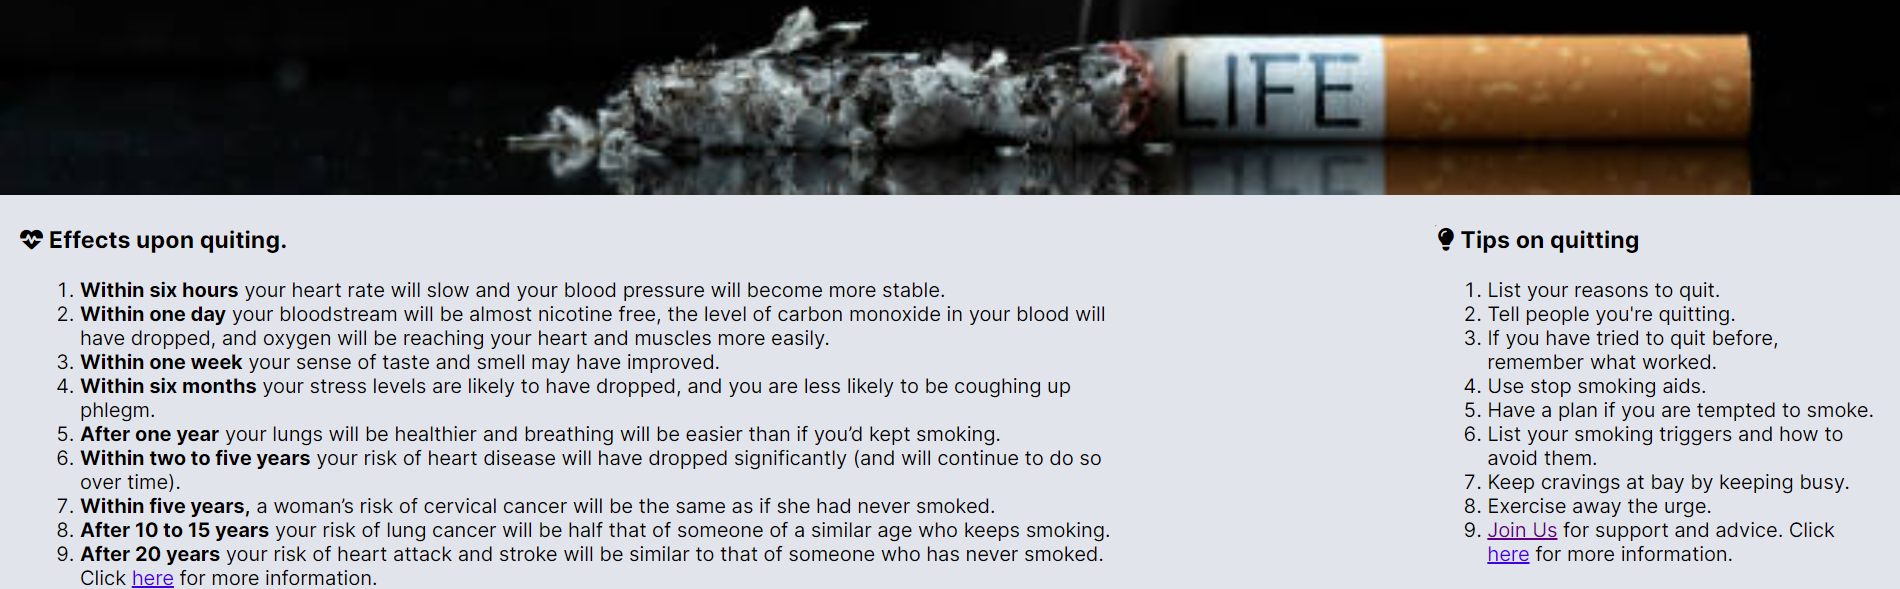 LIFE
Effects upon quiting.
1. Within six hours your heart rate will slow and your blood pressure will become more stable.
2. Within one day your bloodstream will be almost nicotine free, the level of carbon monoxide in your blood will
have dropped, and oxygen will be reaching your heart and muscles more easily.
3. Within one week your sense of taste and smell may have improved.
4. Within six months your stress levels are likely to have dropped, and you are less likely to be coughing up
phlegm.
5. After one year your lungs will be healthier and breathing will be easier than if you’d kept smoking.
6. Within two to five years your risk of heart disease will have dropped significantly (and will continue to do so
over time).
7. Within five years, a woman’s risk of cervical cancer will be the same as if she had never smoked.
8. After 10 to 15 years your risk of lung cancer will be half that of someone of a similar age who keeps smoking.
9. After 20 years your risk of heart attack and stroke will be similar to that of someone who has never smoked.
Click here for more information.
Tips on quitting
1. List your reasons to quit.
2. Tell people you're quitting.
3. If you have tried to quit before,
remember what worked.
4. Use stop smoking aids.
5. Have a plan if you are tempted to smoke.
6. List your smoking triggers and how to
avoid them.
7. Keep cravings at bay by keeping busy.
8. Exercise away the urge.
9. Join Us for support and advice. Click
here for more information.